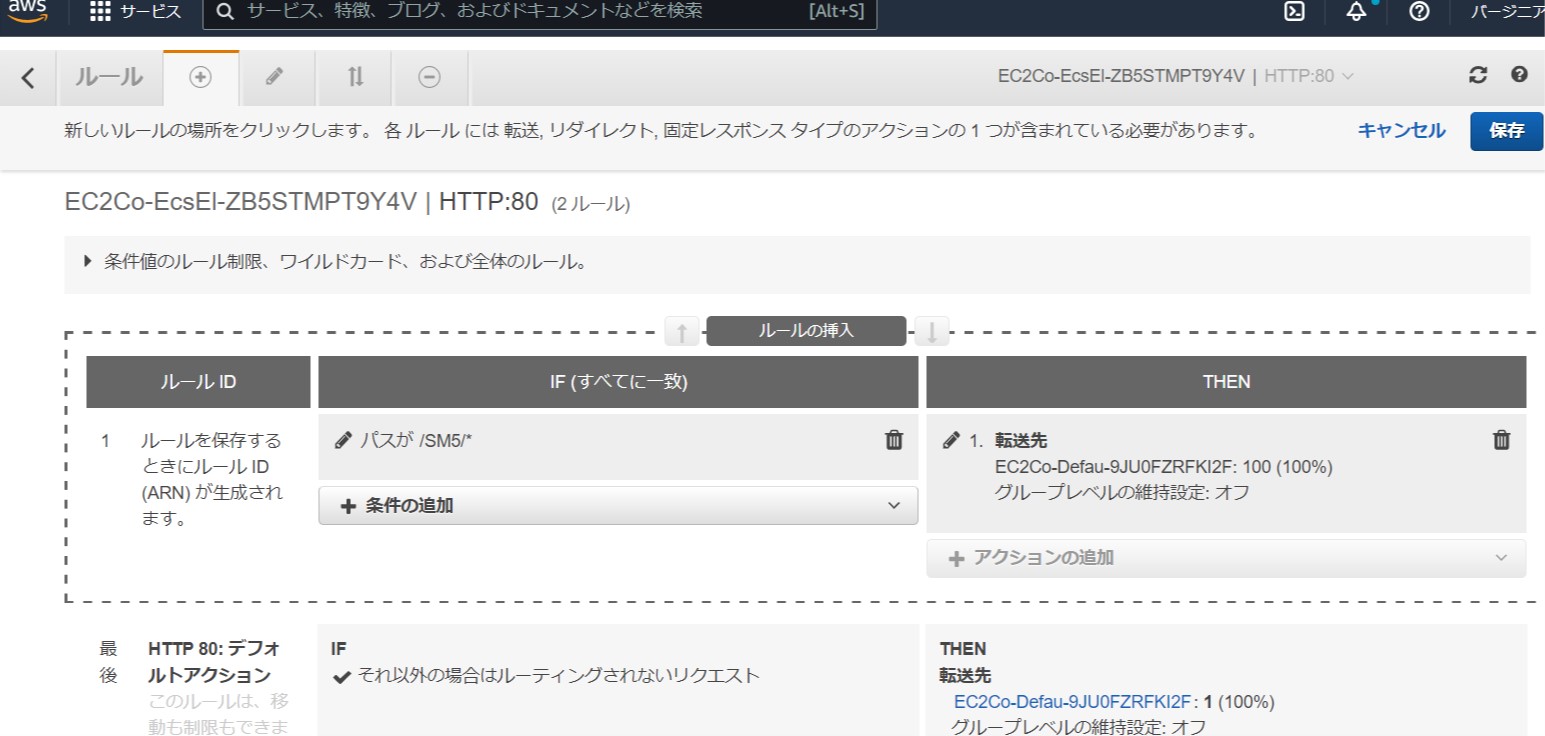 aws サービス サービス、特徴、ブログ、およびドキュメントなどを検索 [Alt+S] バージニア
ルール EC2Co-EcsEl-ZB5STMPT9Y4V | HTTP:80
新しいルールの場所をクリックします。 各 ルール には 転送, リダイレクト, 固定レスポンス タイプのアクションの 1 つが含まれている必要があります。 キャンセル 保存
EC2Co-EcsEl-ZB5STMPT9Y4V | HTTP:80 (2 ルール)
条件値のルール制限、ワイルドカード、および全体のルール。
ルールの挿入
ルール ID IF (すべてに一致) THEN
1 ルールを保存する
ときにルール ID
(ARN) が生成され
ます。
パスが /SM5/*
条件の追加
1. 転送先
EC2Co-Defau-9JU0FZRFKI2F: 100 (100%)
グループレベルの維持設定: オフ
アクションの追加
最
後
HTTP 80: デフォ
ルトアクション
このルールは、移
動も制限もできま
IF
それ以外の場合はルーティングされないリクエスト
THEN
転送先
EC2Co-Defau-9JU0FZRFKI2F: 1 (100%)
グループレベルの維持設定: オフ